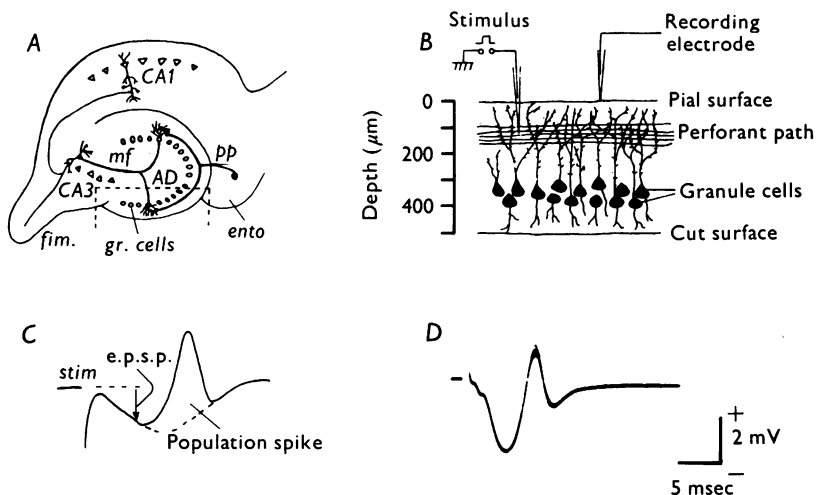 A
CA1
mf
pp
CA3
AD
fim.
gr. cells
ento
B
Stimulus
Recording
electrode
0
200
400
Depth (μm)
Pial surface
Perforant path
Granule cells
Cut surface
C
e.p.s.p.
stim
Population spike
D
+
2 mV
−
5 msec